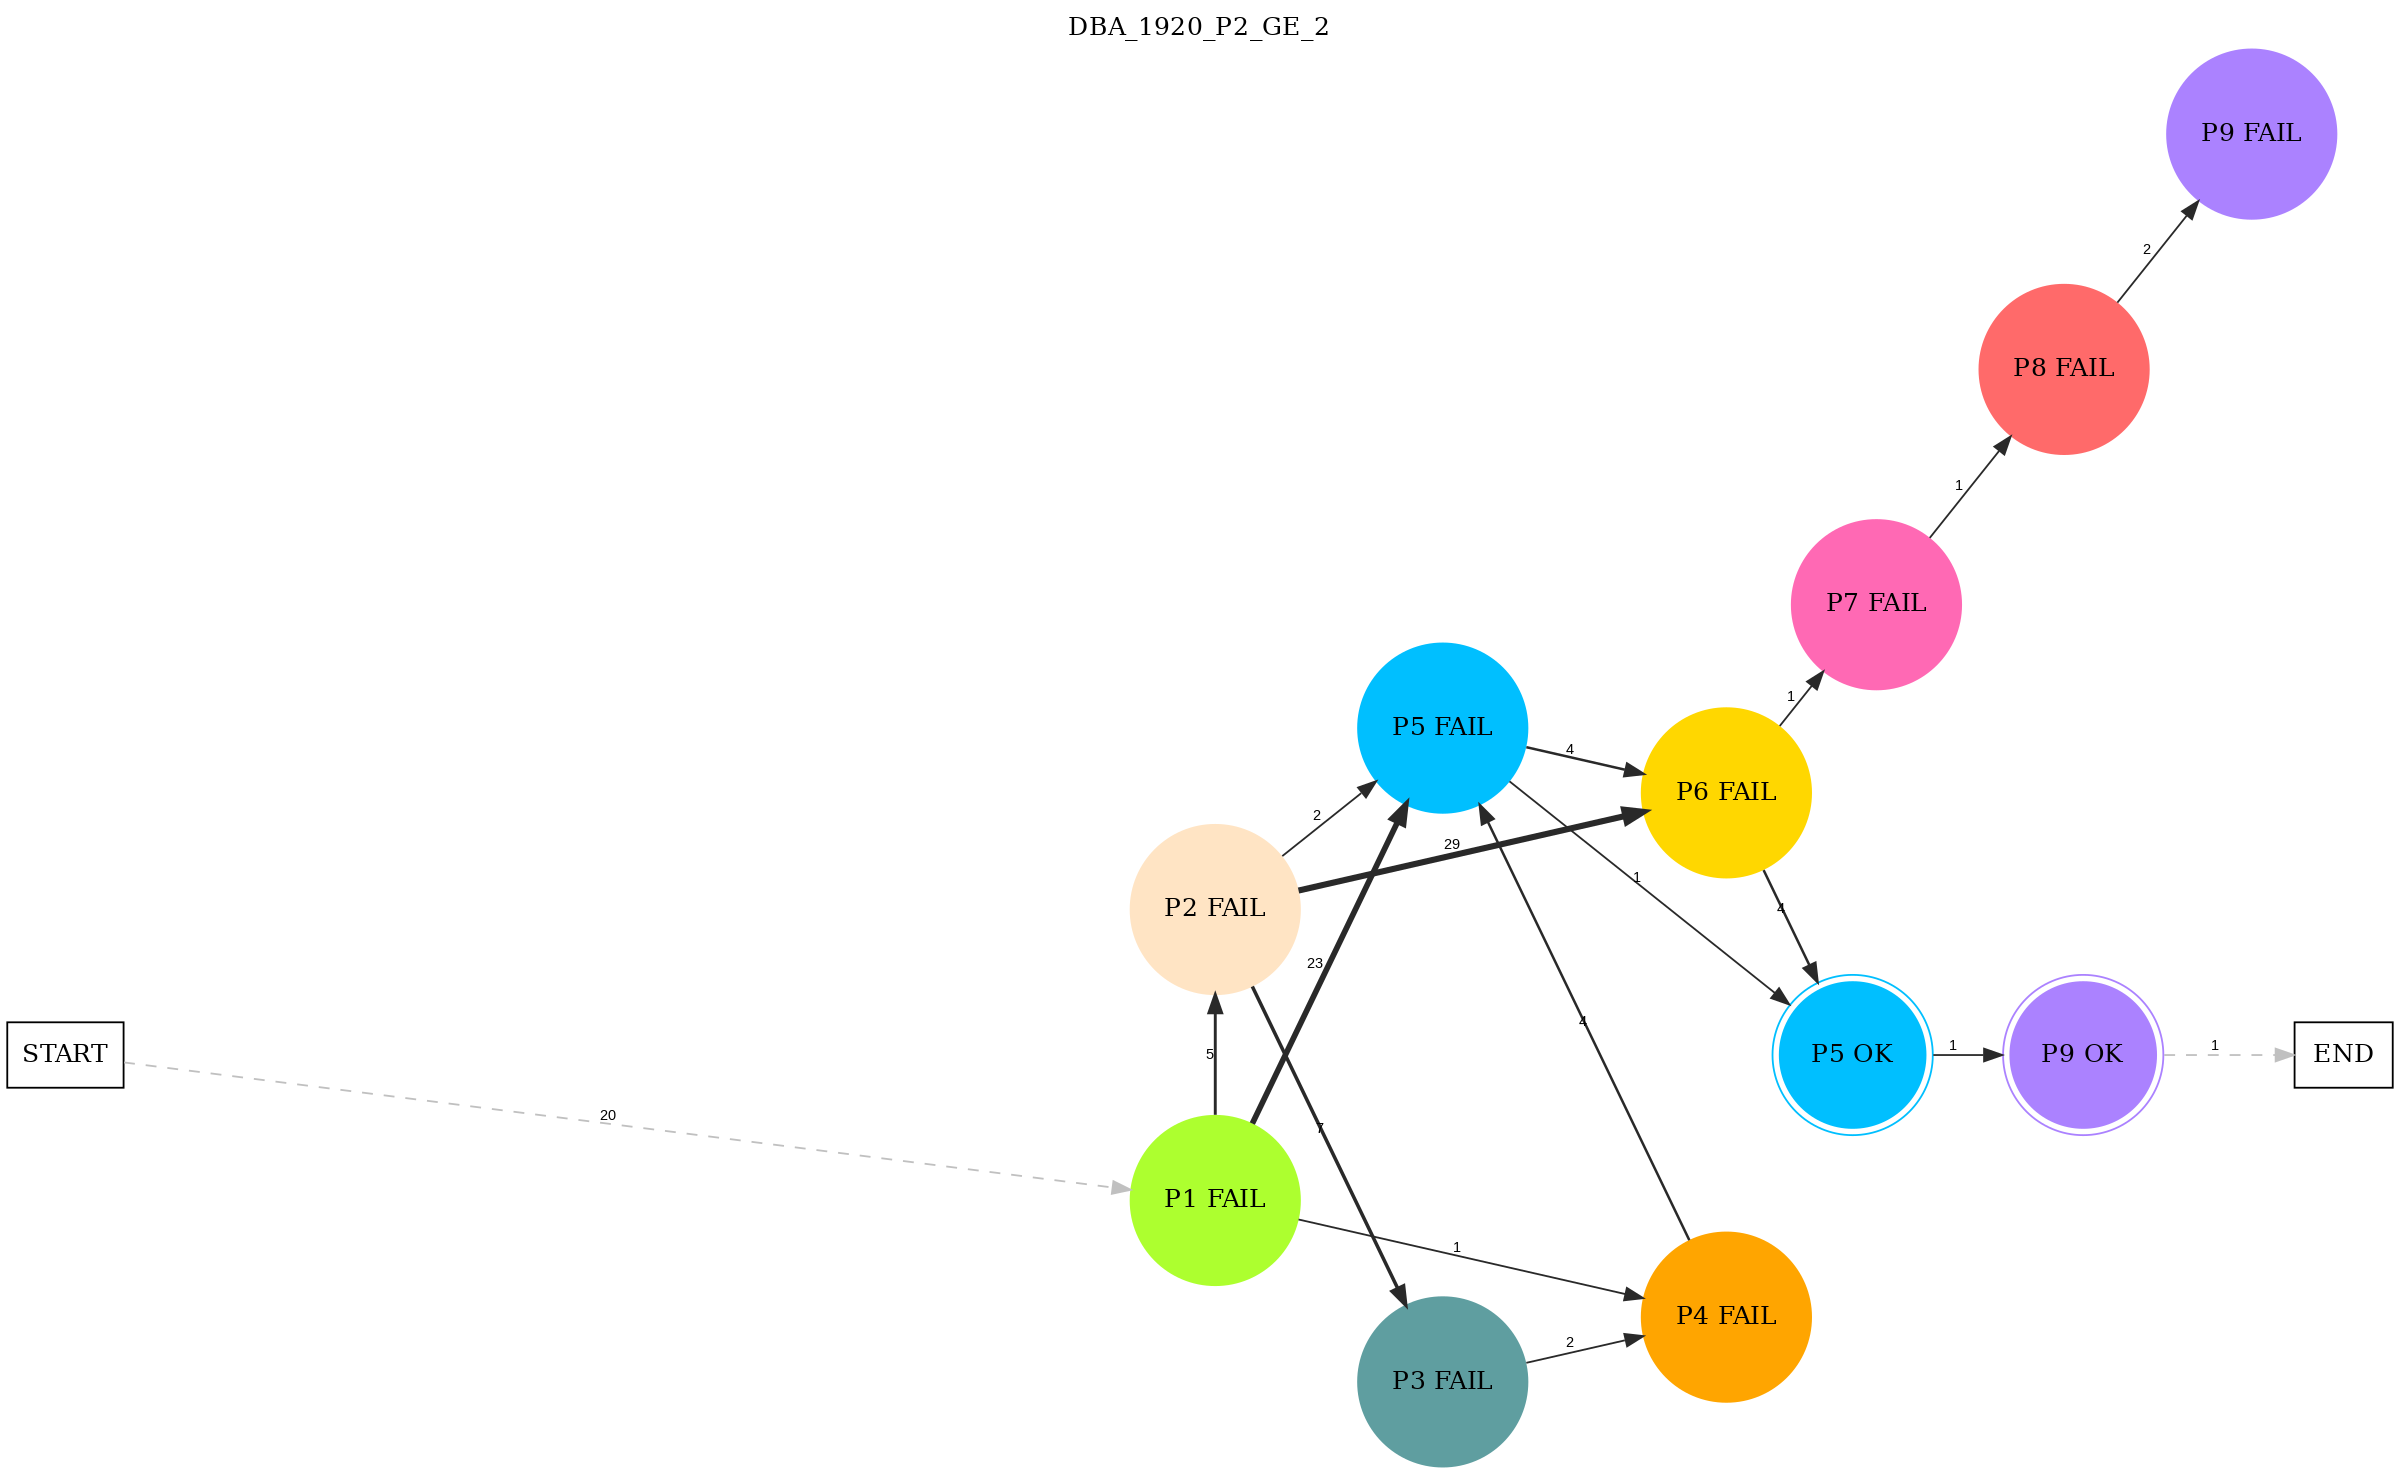 DBA_1920_P2_GE_2
P9 FAIL
2
P8 FAIL
1
P7 FAIL
1
P5 FAIL
4
P6 FAIL
2
29
1
4
P2 FAIL
23
4
5
7
START
20
P5 OK
1
P9 OK
1
END
P1 FAIL
1
P4 FAIL
2
P3 FAIL